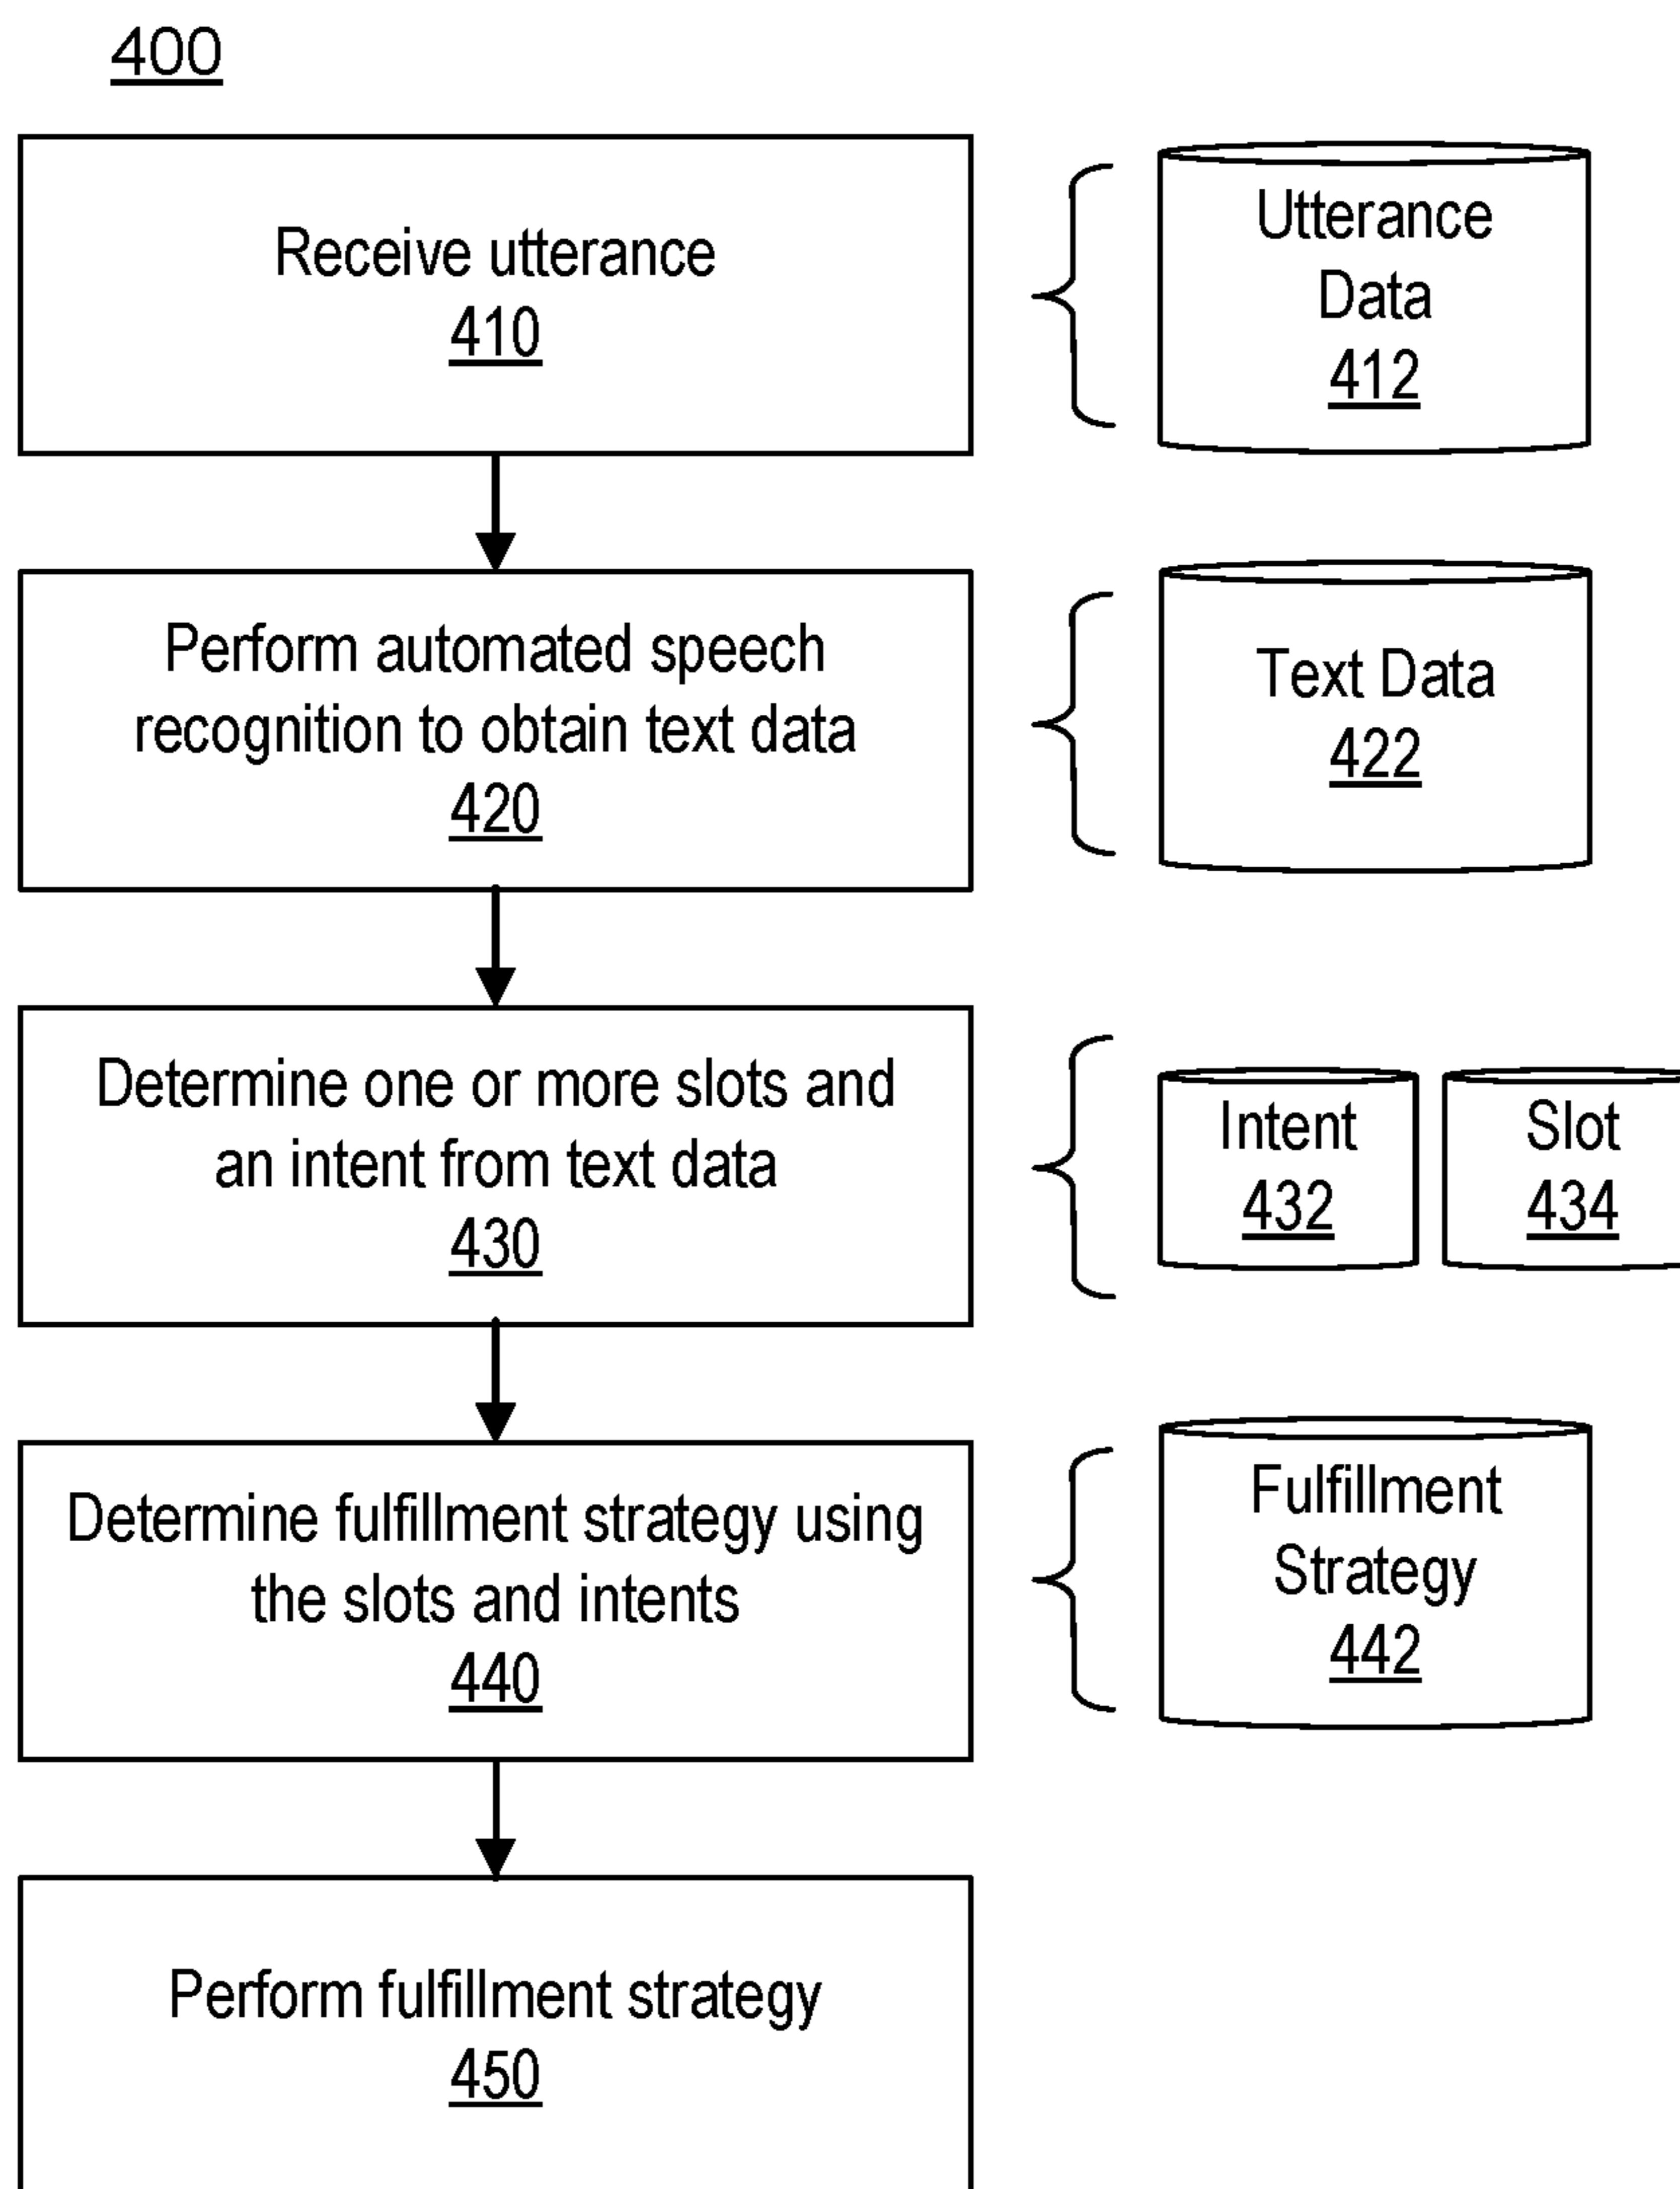 400
Receive utterance
410
Utterance
Data
412
Perform automated speech
recognition to obtain text data
420
Text Data
422
Determine one or more slots and
an intent from text data
430
Intent
432
Slot
434
Determine fulfillment strategy using
the slots and intents
440
Fulfillment
Strategy
442
Perform fulfillment strategy
450